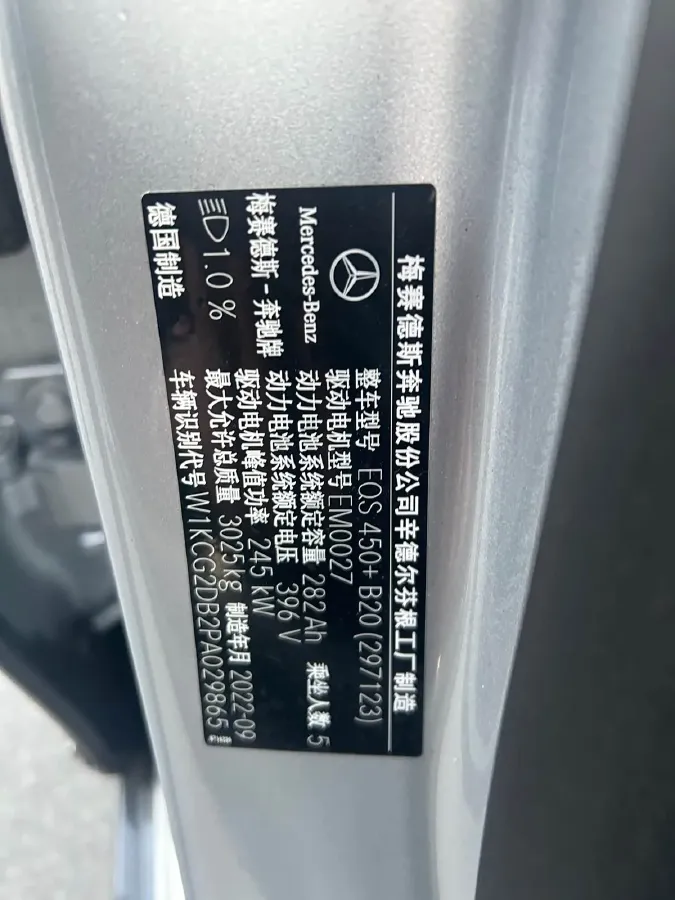 梅赛德斯奔驰股份公司辛德尔芬根工厂制造
整车型号 EQS 450+ B20 (297123)
驱动电机型号 EM0027
动力电池系统额定容量 282 Ah 乘坐人数 5
动力电池系统额定电压 396 V
驱动电机峰值功率 245 kW
最大允许总质量 3025 kg 制造年月 2022-09
车辆识别代号 W1KCG2DB2PA029865
Mercedes-Benz
梅赛德斯-奔驰牌
1.0 %
德国制造